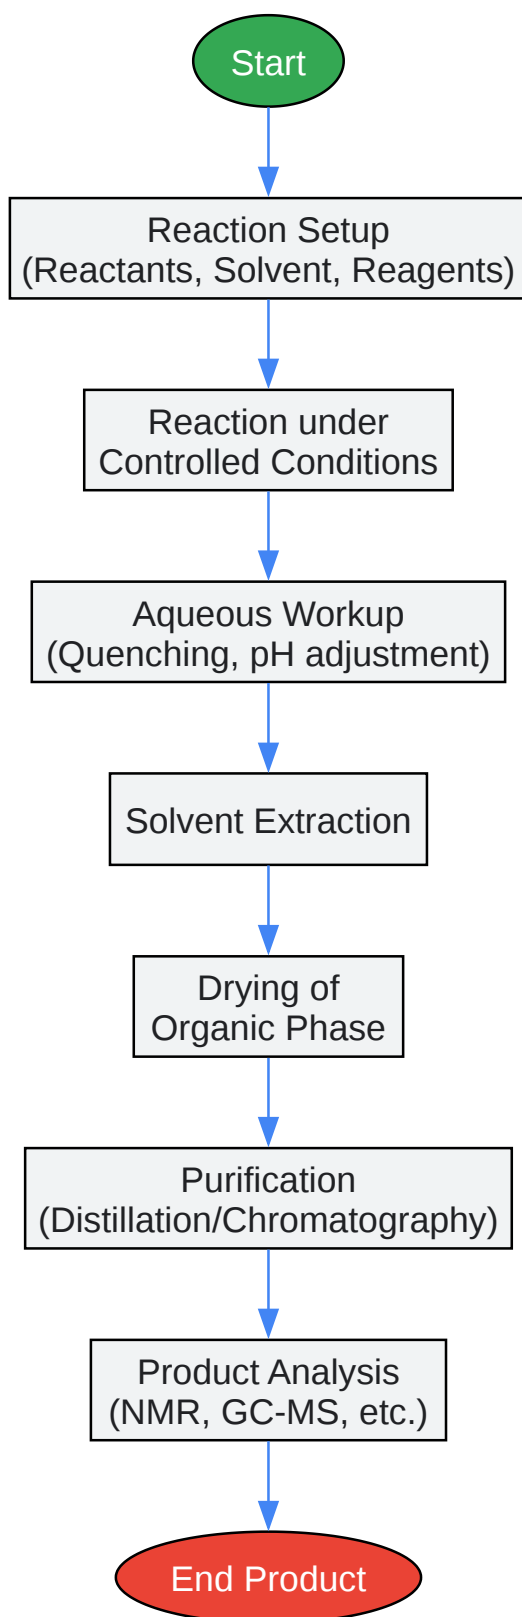 Start
Reaction Setup
(Reactants, Solvent, Reagents)
Reaction under
Controlled Conditions
Aqueous Workup
(Quenching, pH adjustment)
Solvent Extraction
Drying of
Organic Phase
Purification
(Distillation/Chromatography)
Product Analysis
(NMR, GC-MS, etc.)
End Product